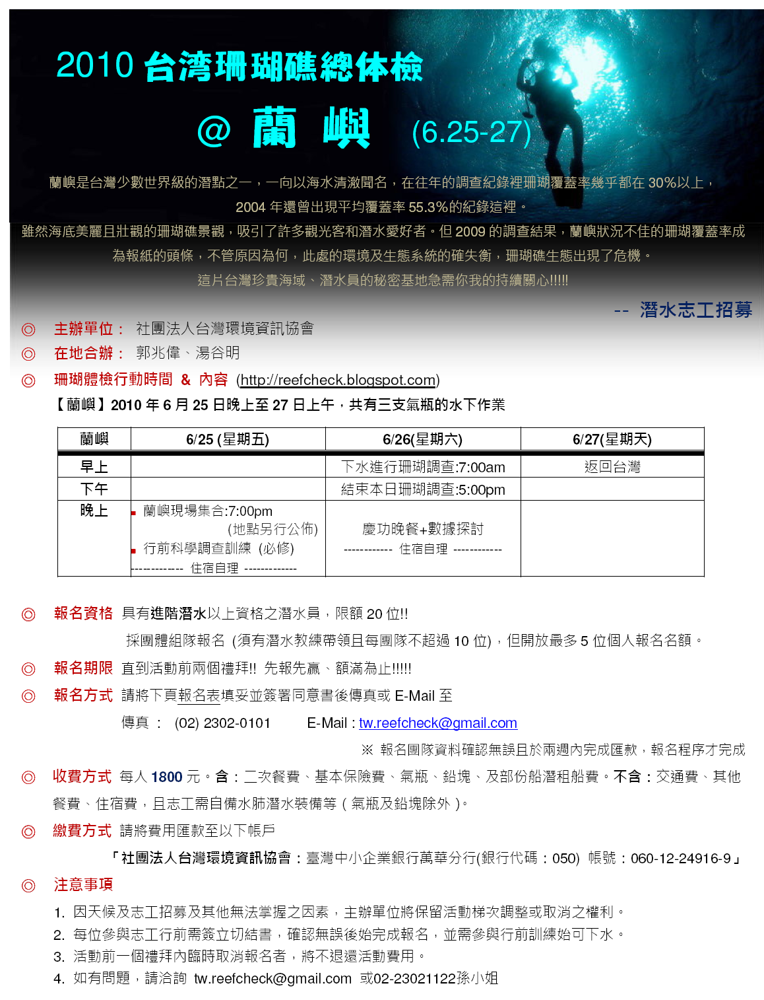 2010 台湾珊瑚礁總体檢
@ 蘭 嶼 (6.25-27)
蘭嶼是台灣少數世界級的潛點之一，一向以海水清澈聞名，在往年的調查紀錄裡珊瑚覆蓋率幾乎都在 30%以上，
2004 年還曾出現平均覆蓋率 55.3%的紀錄這裡。
雖然海底美麗且壯觀的珊瑚礁景觀，吸引了許多觀光客和潛水愛好者。但 2009 的調查結果，蘭嶼狀況不佳的珊瑚覆蓋率成
為報紙的頭條，不管原因為何，此處的環境及生態系統的確失衡，珊瑚礁生態出現了危機。
這片台灣珍貴海域、潛水員的秘密基地急需你我的持續關心!!!!!
-- 潛水志工招募
◎ 主辦單位： 社團法人台灣環境資訊協會
◎ 在地合辦： 郭兆偉、湯谷明
◎ 珊瑚體檢行動時間 & 內容 (http://reefcheck.blogspot.com)
【蘭嶼】2010 年 6 月 25 日晚上至 27 日上午，共有三支氣瓶的水下作業
蘭嶼 6/25 (星期五) 6/26(星期六) 6/27(星期天)
早上 下水進行珊瑚調查:7:00am 返回台灣
下午 結束本日珊瑚調查:5:00pm
晚上
▪ 蘭嶼現場集合:7:00pm
(地點另行公佈)
▪ 行前科學調查訓練 (必修)
------------- 住宿自理 -------------
慶功晚餐+數據探討
------------ 住宿自理 ------------
◎ 報名資格 具有進階潛水以上資格之潛水員，限額 20 位!!
採團體組隊報名 (須有潛水教練帶領且每團隊不超過 10 位)，但開放最多 5 位個人報名名額。
◎ 報名期限 直到活動前兩個禮拜!! 先報先贏、額滿為止!!!!!
◎ 報名方式 請將下頁報名表填妥並簽署同意書後傳真或 E-Mail 至
傳真 : (02) 2302-0101 E-Mail : tw.reefcheck@gmail.com
※ 報名團隊資料確認無誤且於兩週內完成匯款，報名程序才完成
◎ 收費方式 每人 1800 元。含：二次餐費、基本保險費、氣瓶、鉛塊、及部份船潛租船費。不含：交通費、其他
餐費、住宿費，且志工需自備水肺潛水裝備等 ( 氣瓶及鉛塊除外 )。
◎ 繳費方式 請將費用匯款至以下帳戶
「社團法人台灣環境資訊協會：臺灣中小企業銀行萬華分行(銀行代碼：050) 帳號：060-12-24916-9」
◎ 注意事項
1. 因天候及志工招募及其他無法掌握之因素，主辦單位將保留活動梯次調整或取消之權利。
2. 每位參與志工行前需簽立切結書，確認無誤後始完成報名，並需參與行前訓練始可下水。
3. 活動前一個禮拜內臨時取消報名者，將不退還活動費用。
4. 如有問題，請洽詢 tw.reefcheck@gmail.com 或02-23021122孫小姐